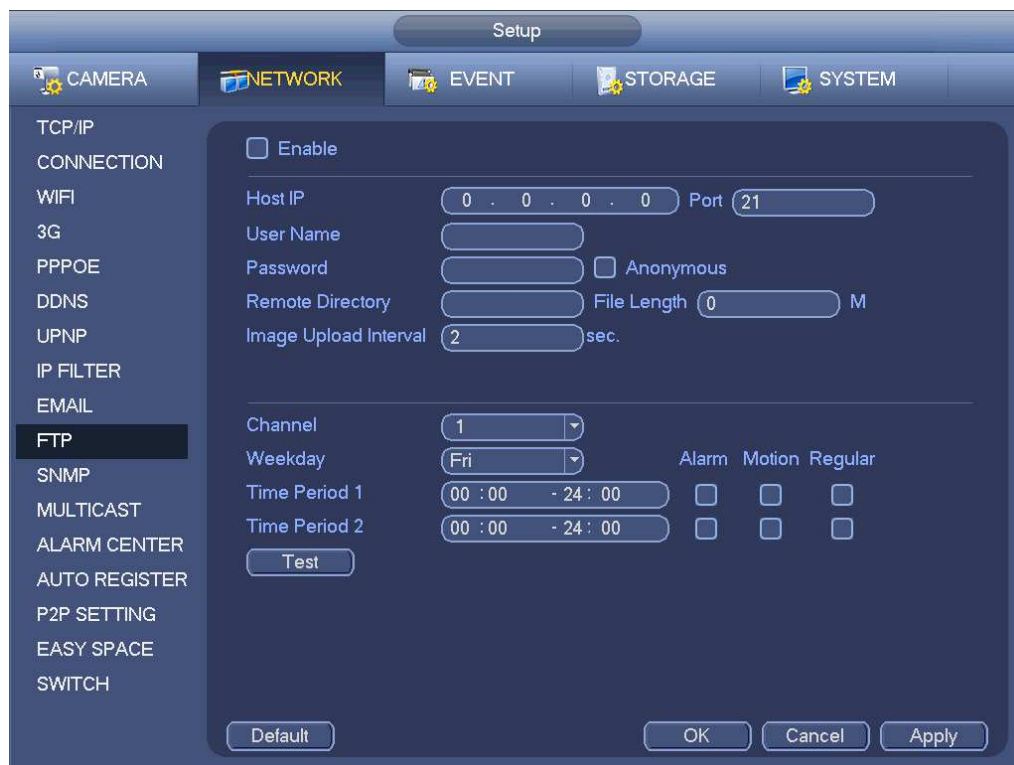 Setup
CAMERA NETWORK EVENT STORAGE SYSTEM
TCP/IP
CONNECTION
WIFI
3G
PPPOE
DDNS
UPNP
IP FILTER
EMAIL
FTP
SNMP
MULTICAST
ALARM CENTER
AUTO REGISTER
P2P SETTING
EASY SPACE
SWITCH
Enable
Host IP 0 . 0 . 0 . 0 Port 21
User Name
Password Anonymous
Remote Directory File Length 0 M
Image Upload Interval 2 sec.
Channel 1
Weekday Fri Alarm Motion Regular
Time Period 1 00 :00 - 24 : 00
Time Period 2 00 :00 - 24 : 00
Test
Default OK Cancel Apply